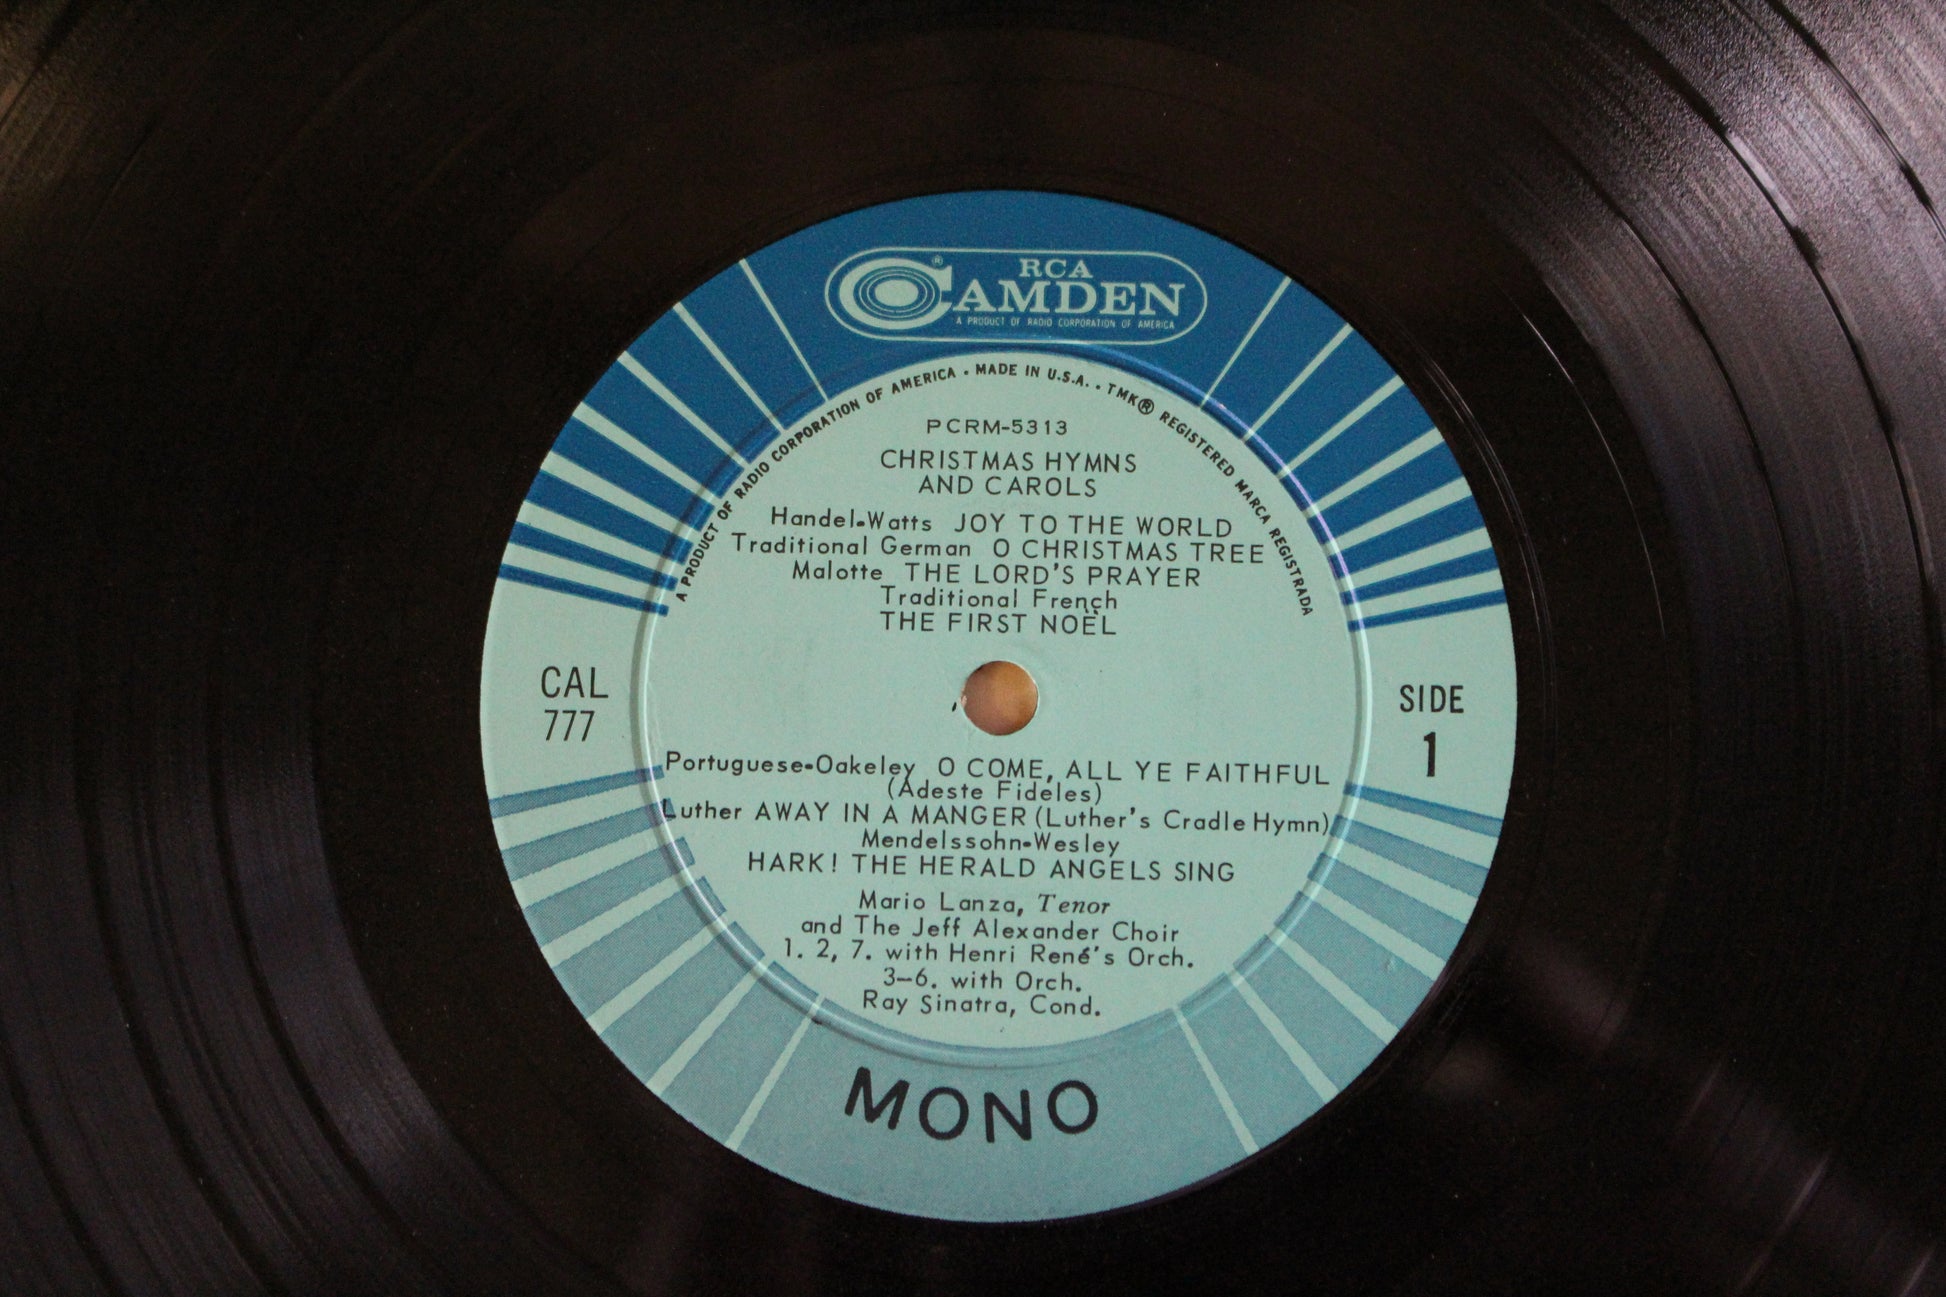 RCA
CAMDEN ®
A PRODUCT OF RADIO CORPORATION OF AMERICA
A PRODUCT OF RADIO CORPORATION OF AMERICA • MADE IN U.S.A. • TMK® REGISTERED MARCA REGISTRADA
PCRM-5313
CHRISTMAS HYMNS
AND CAROLS
Handel-Watts JOY TO THE WORLD
Traditional German O CHRISTMAS TREE
Malotte THE LORD'S PRAYER
Traditional French
THE FIRST NOËL
CAL
777
SIDE
1
Portuguese-Oakeley O COME, ALL YE FAITHFUL
(Adeste Fideles)
Luther AWAY IN A MANGER (Luther's Cradle Hymn)
Mendelssohn-Wesley
HARK! THE HERALD ANGELS SING
Mario Lanza, Tenor
and The Jeff Alexander Choir
1. 2, 7. with Henri René's Orch.
3-6. with Orch.
Ray Sinatra, Cond.
MONO